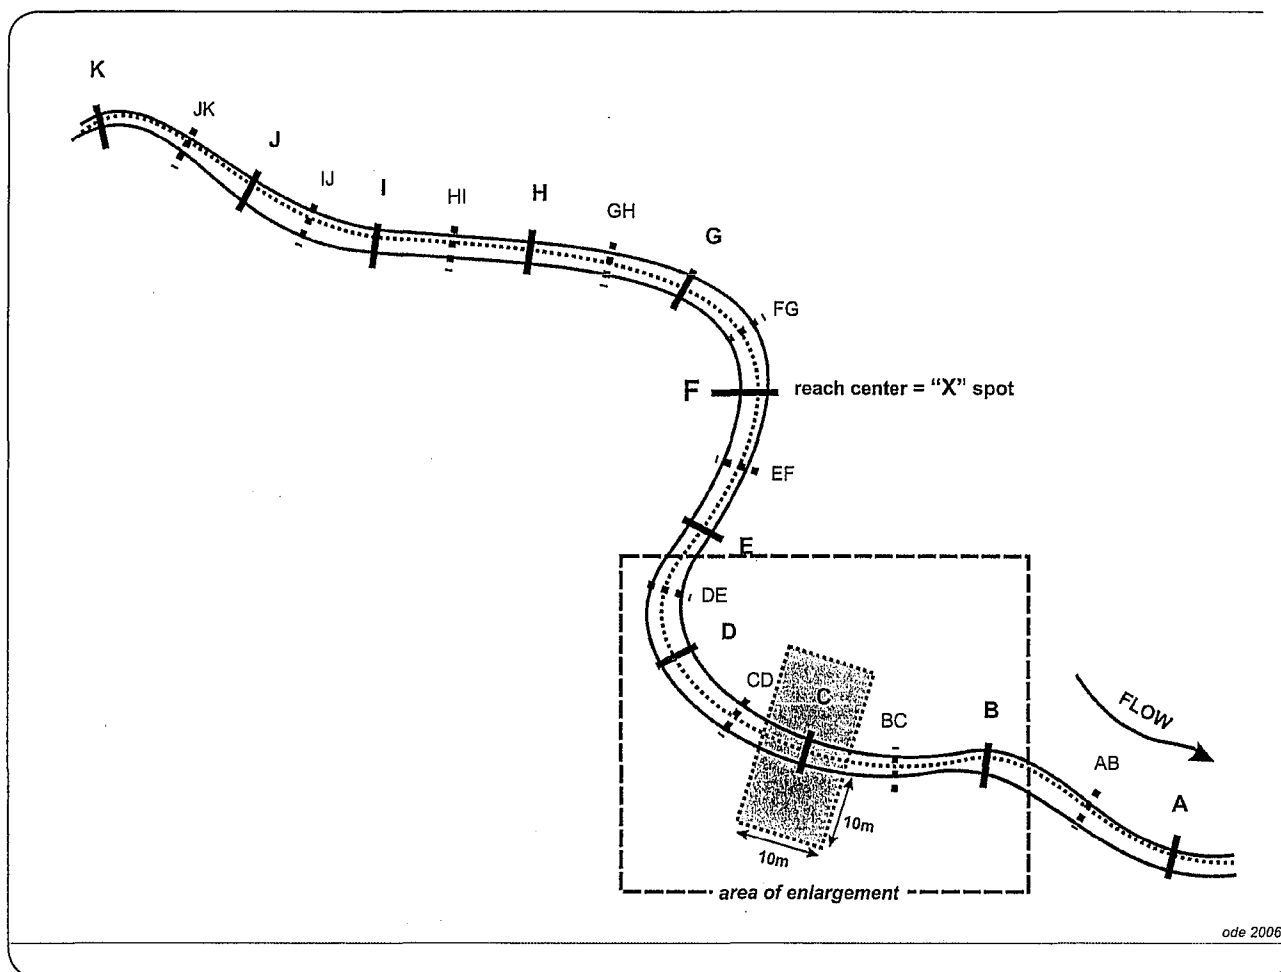 K
JK
J
IJ
I
HI
H
GH
G
FG
F
reach center = “X” spot
EF
E
DE
D
CD
C
BC
B
FLOW
AB
A
10m
10m
area of enlargement
ode 2006